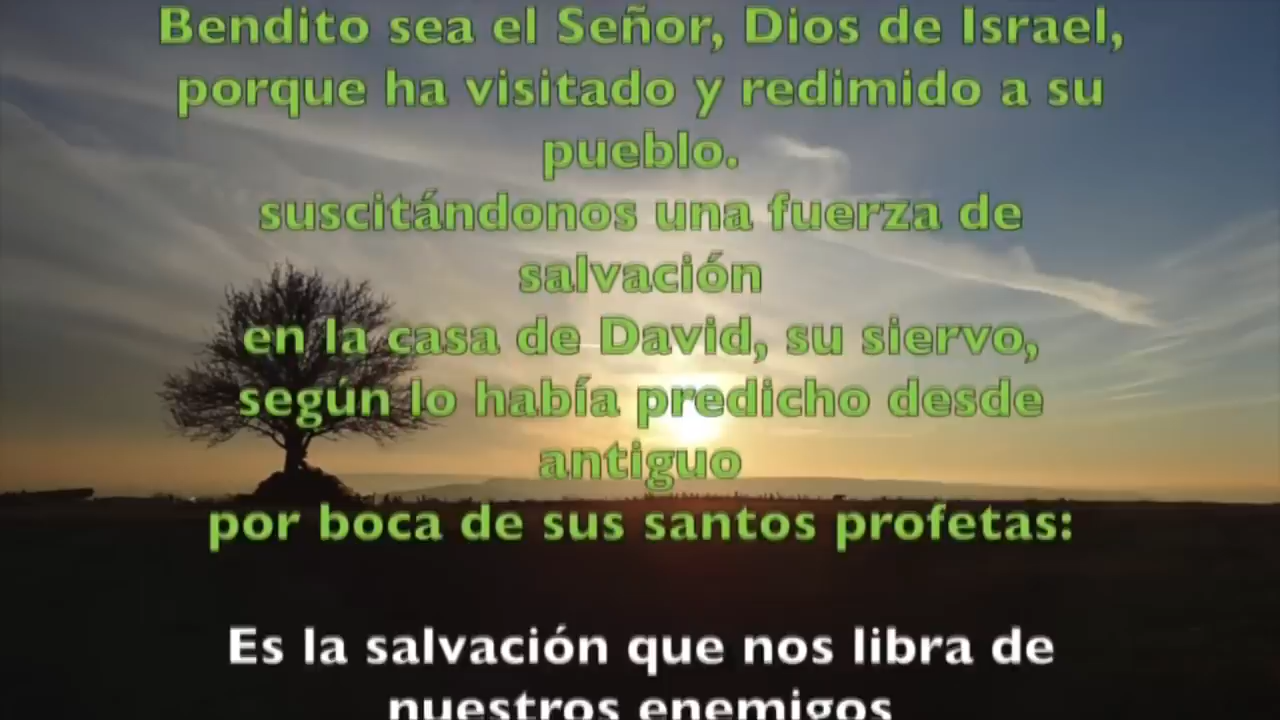 Bendito sea el Señor, Dios de Israel,
porque ha visitado y redimido a su
pueblo.
suscitándonos una fuerza de
salvación
en la casa de David, su siervo,
según lo había predicho desde
antiguo
por boca de sus santos profetas:
Es la salvación que nos libra de
nuestros enemigos